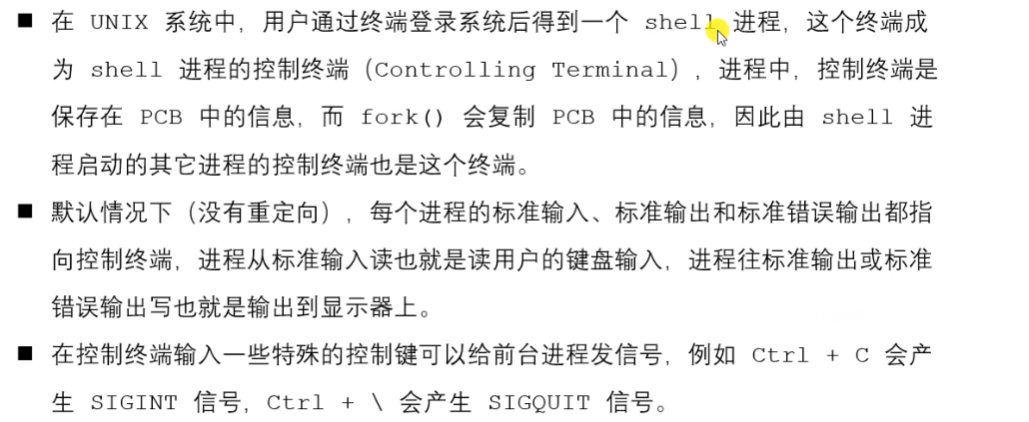 ■ 在 UNIX 系统中，用户通过终端登录系统后得到一个 shell 进程，这个终端成
为 shell 进程的控制终端（Controlling Terminal），进程中，控制终端是
保存在 PCB 中的信息，而 fork() 会复制 PCB 中的信息，因此由 shell 进
程启动的其它进程的控制终端也是这个终端。
■ 默认情况下（没有重定向），每个进程的标准输入、标准输出和标准错误输出都指
向控制终端，进程从标准输入读也就是读用户的键盘输入，进程往标准输出或标准
错误输出写也就是输出到显示器上。
■ 在控制终端输入一些特殊的控制键可以给前台进程发信号，例如 Ctrl + C 会产
生 SIGINT 信号，Ctrl + \ 会产生 SIGQUIT 信号。